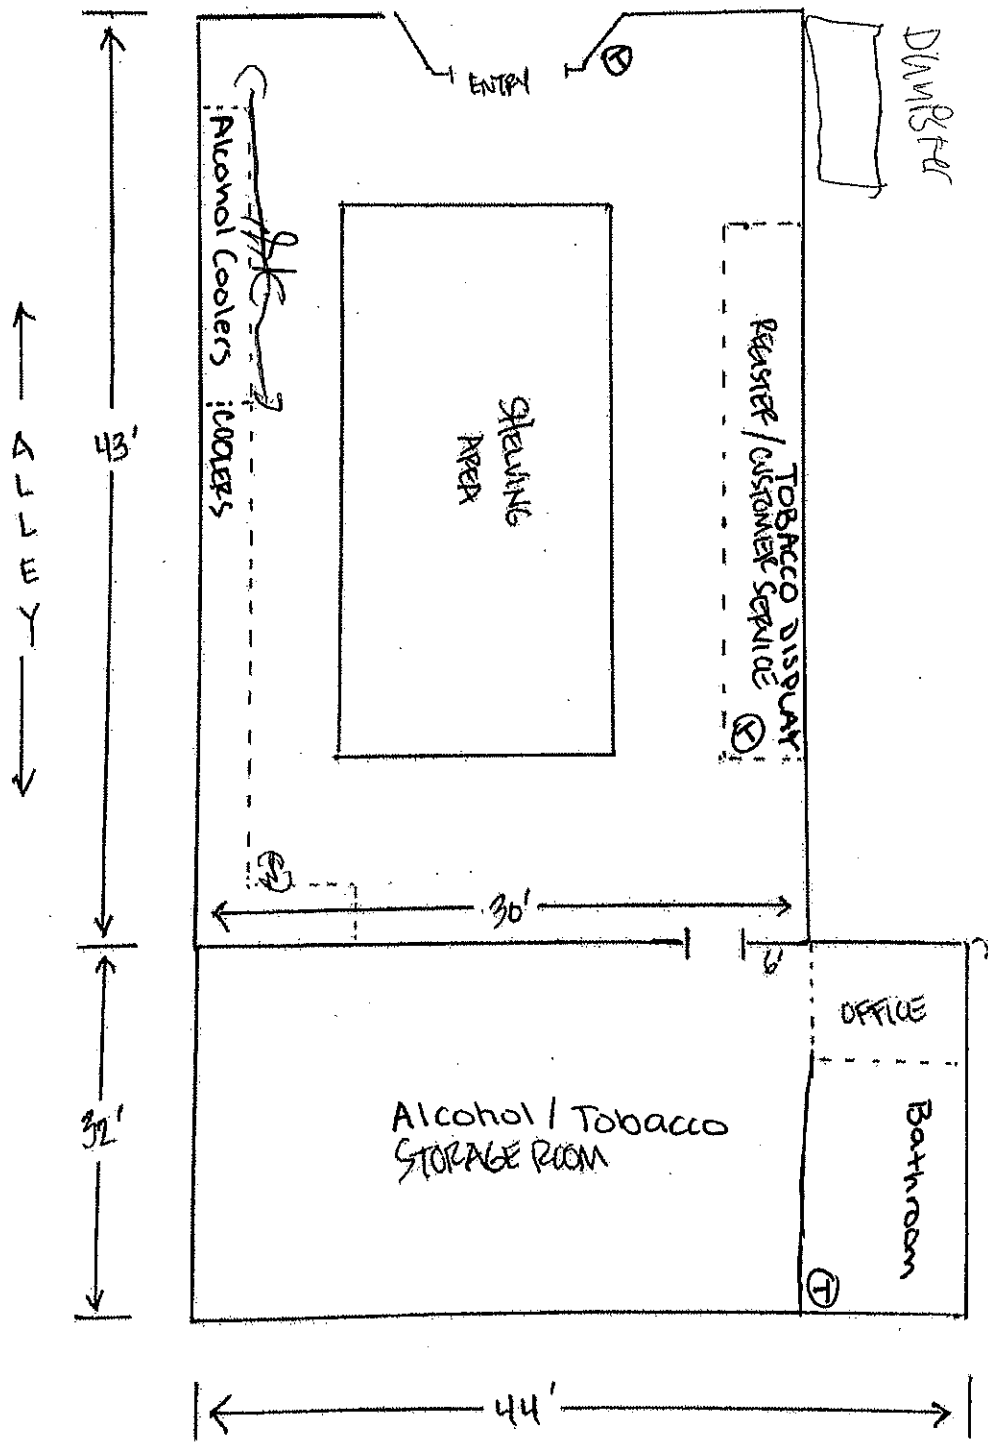 Dumster
ENTRY
T
Alcohol Coolers
COOLERS
ALLEY
43'
SHELVING
AREA
REGISTER/CUSTOMER SERVICE
TOBACCO DISPLAY
T
S
30'
6'
OFFICE
32'
Alcohol / Tobacco
STORAGE ROOM
Bathroom
T
44'